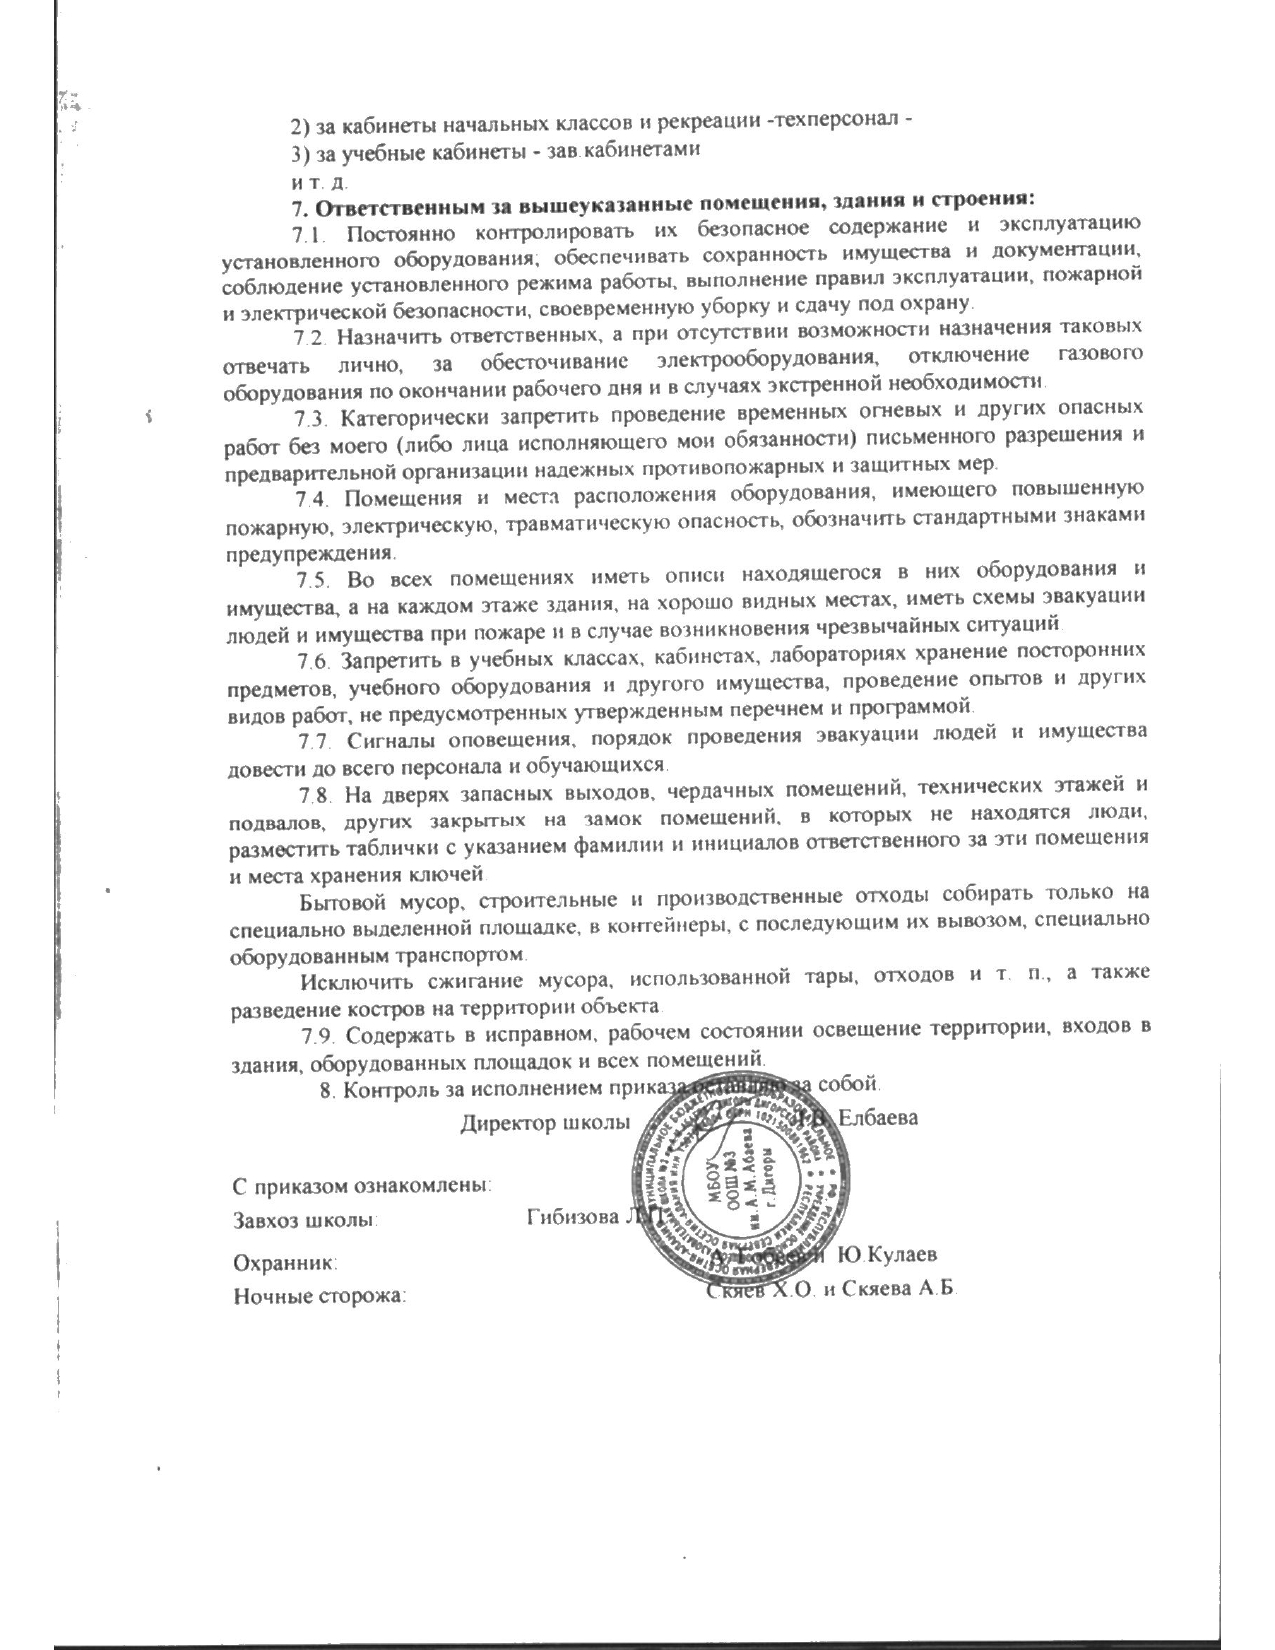 2) за кабинеты начальных классов и рекреации -техперсонал -
3) за учебные кабинеты - зав.кабинетами
и т. д.
7. Ответственным за вышеуказанные помещения, здания и строения:
7.1. Постоянно контролировать их безопасное содержание и эксплуатацию
установленного оборудования; обеспечивать сохранность имущества и документации,
соблюдение установленного режима работы, выполнение правил эксплуатации, пожарной
и электрической безопасности, своевременную уборку и сдачу под охрану.
7.2. Назначить ответственных, а при отсутствии возможности назначения таковых
отвечать лично, за обесточивание электрооборудования, отключение газового
оборудования по окончании рабочего дня и в случаях экстренной необходимости.
7.3. Категорически запретить проведение временных огневых и других опасных
работ без моего (либо лица исполняющего мои обязанности) письменного разрешения и
предварительной организации надежных противопожарных и защитных мер.
7.4. Помещения и места расположения оборудования, имеющего повышенную
пожарную, электрическую, травматическую опасность, обозначить стандартными знаками
предупреждения.
7.5. Во всех помещениях иметь описи находящегося в них оборудования и
имущества, а на каждом этаже здания, на хорошо видных местах, иметь схемы эвакуации
людей и имущества при пожаре и в случае возникновения чрезвычайных ситуаций
7.6. Запретить в учебных классах, кабинетах, лабораториях хранение посторонних
предметов, учебного оборудования и другого имущества, проведение опытов и других
видов работ, не предусмотренных утвержденным перечнем и программой.
7.7. Сигналы оповещения, порядок проведения эвакуации людей и имущества
довести до всего персонала и обучающихся.
7.8. На дверях запасных выходов, чердачных помещений, технических этажей и
подвалов, других закрытых на замок помещений, в которых не находятся люди,
разместить таблички с указанием фамилии и инициалов ответственного за эти помещения
и места хранения ключей
Бытовой мусор, строительные и производственные отходы собирать только на
специально выделенной площадке, в контейнеры, с последующим их вывозом, специально
оборудованным транспортом.
Исключить сжигание мусора, использованной тары, отходов и т. п., а также
разведение костров на территории объекта.
7.9. Содержать в исправном, рабочем состоянии освещение территории, входов в
здания, оборудованных площадок и всех помещений.
8. Контроль за исполнением приказа оставляю за собой.
Директор школы Елбаева
МБОУ
ООШ №3
им. А.М.Абаева
г. Дигоры
С приказом ознакомлены:
Завхоз школы: Гибизова Л.П.
Охранник: и Ю.Кулаев
Ночные сторожа: Скяев Х.О. и Скяева А.Б.